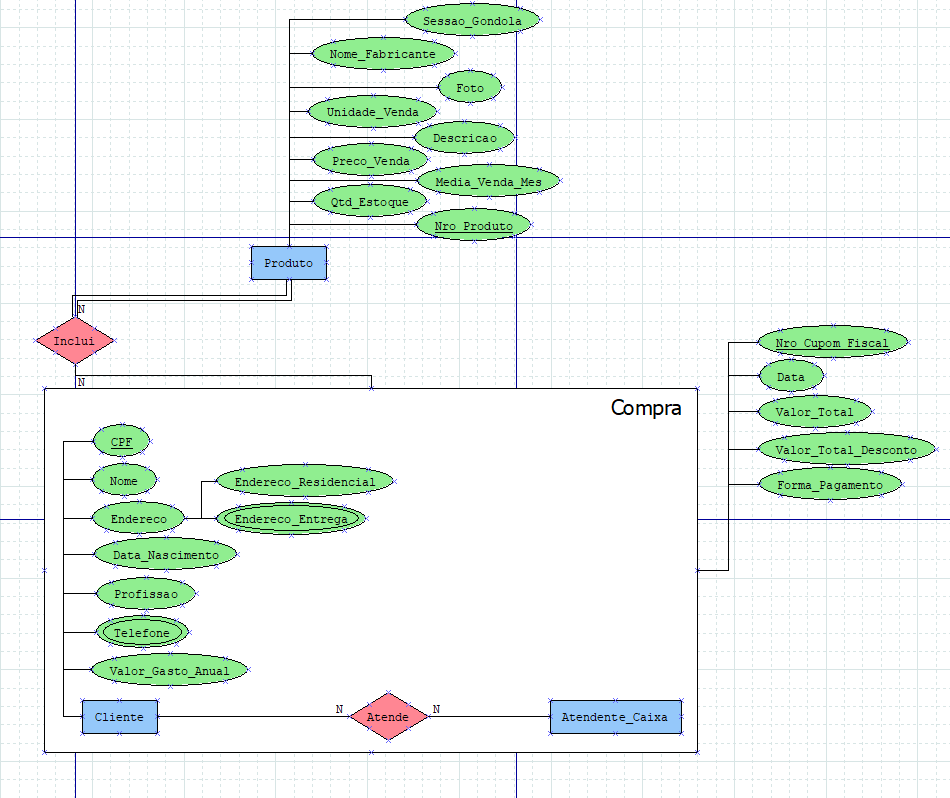 Sessao_Gondola
Nome_Fabricante
Foto
Unidade_Venda
Descricao
Preco_Venda
Media_Venda_Mes
Qtd_Estoque
Nro_Produto
Produto
N
Inclui
N
Nro_Cupom_Fiscal
Data
Valor_Total
Valor_Total_Desconto
Forma_Pagamento
Compra
CPF
Nome
Endereco_Residencial
Endereco
Endereco_Entrega
Data_Nascimento
Profissao
Telefone
Valor_Gasto_Anual
Cliente
N
Atende
N
Atendente_Caixa